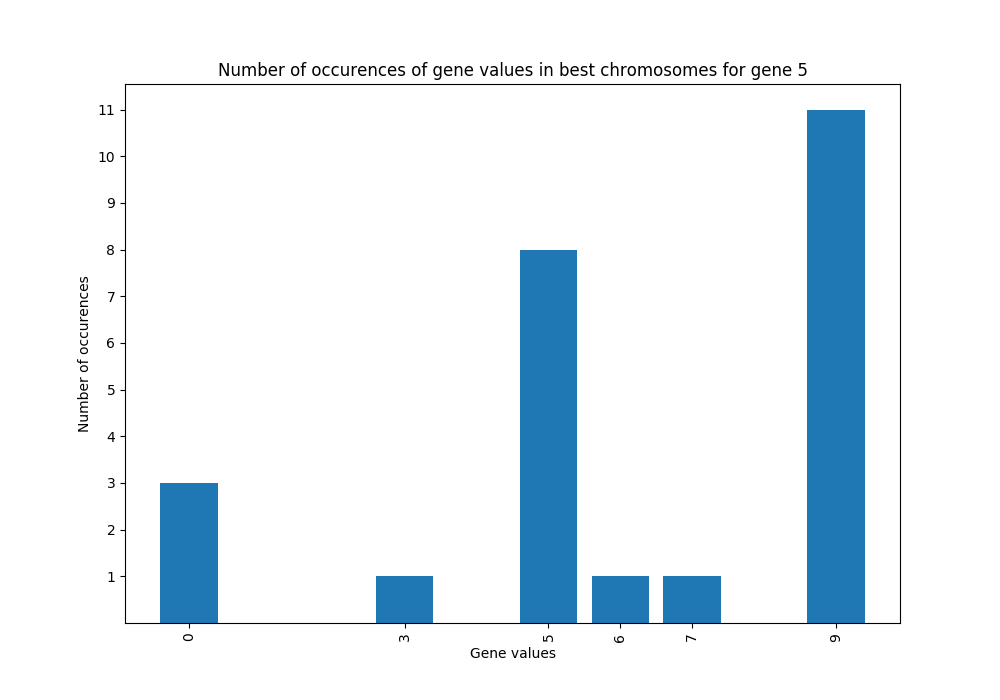 Number of occurences of gene values in best chromosomes for gene 5
11
10
9
8
7
6
5
4
3
2
1
Number of occurences
0 3 5 6 7 9
Gene values